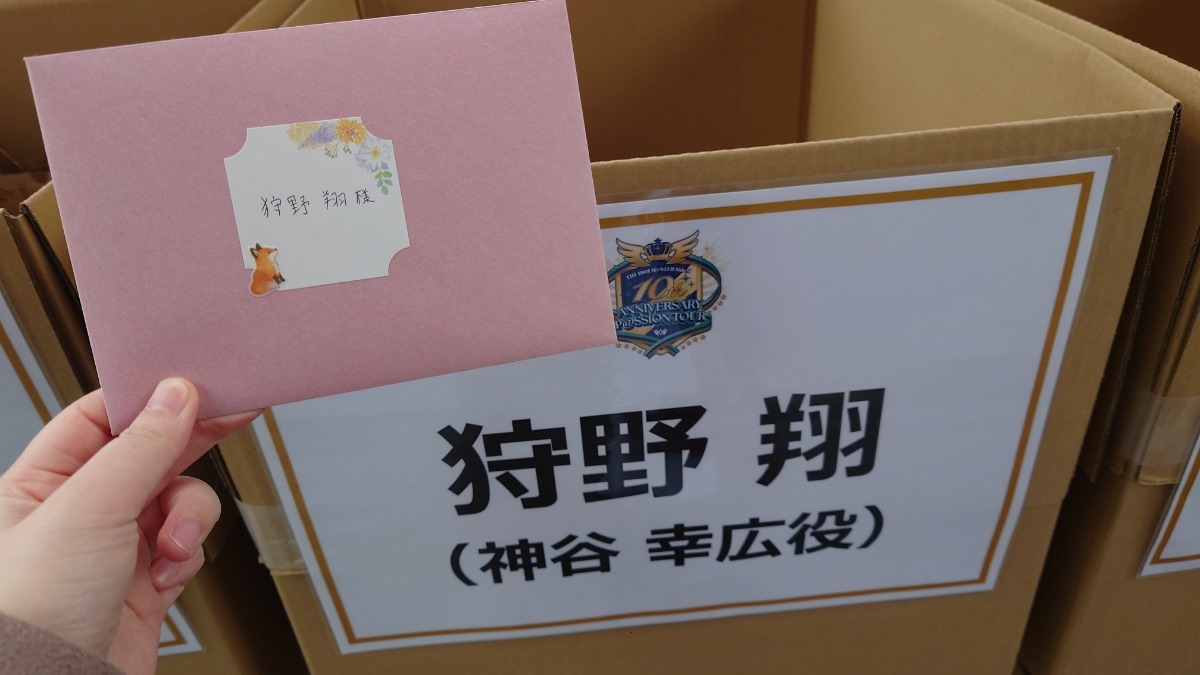 狩野 翔 様
THE IDOLM@STER SideM
10th
ANNIVERSARY
P@SSION TOUR
狩野 翔
（神谷 幸広役）